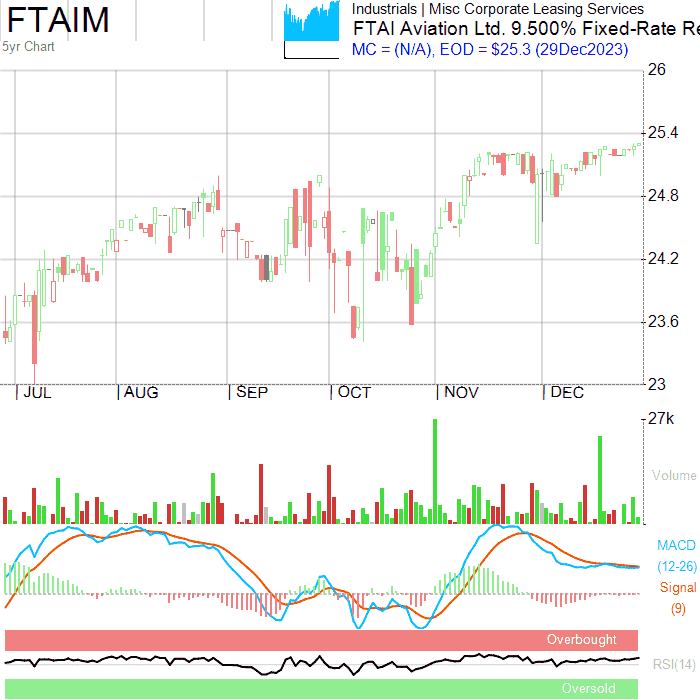 FTAIM
5yr Chart
Industrials | Misc Corporate Leasing Services
FTAI Aviation Ltd. 9.500% Fixed-Rate Re
MC = (N/A), EOD = $25.3 (29Dec2023)
26
25.4
24.8
24.2
23.6
23
JUL AUG SEP OCT NOV DEC
27k
Volume
MACD
(12-26)
Signal
(9)
Overbought
RSI(14)
Oversold